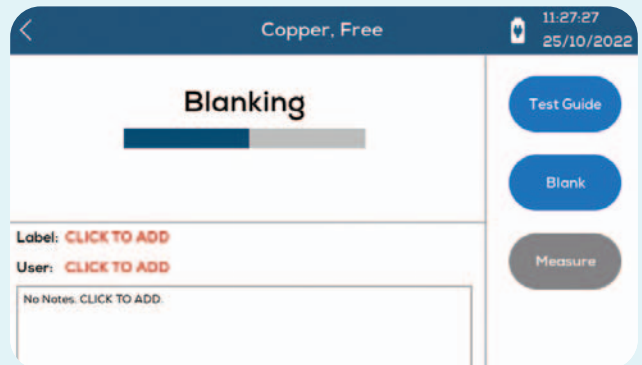 Copper, Free
11:27:27
25/10/2022
Blanking
Test Guide
Blank
Measure
Label: CLICK TO ADD
User: CLICK TO ADD
No Notes. CLICK TO ADD.